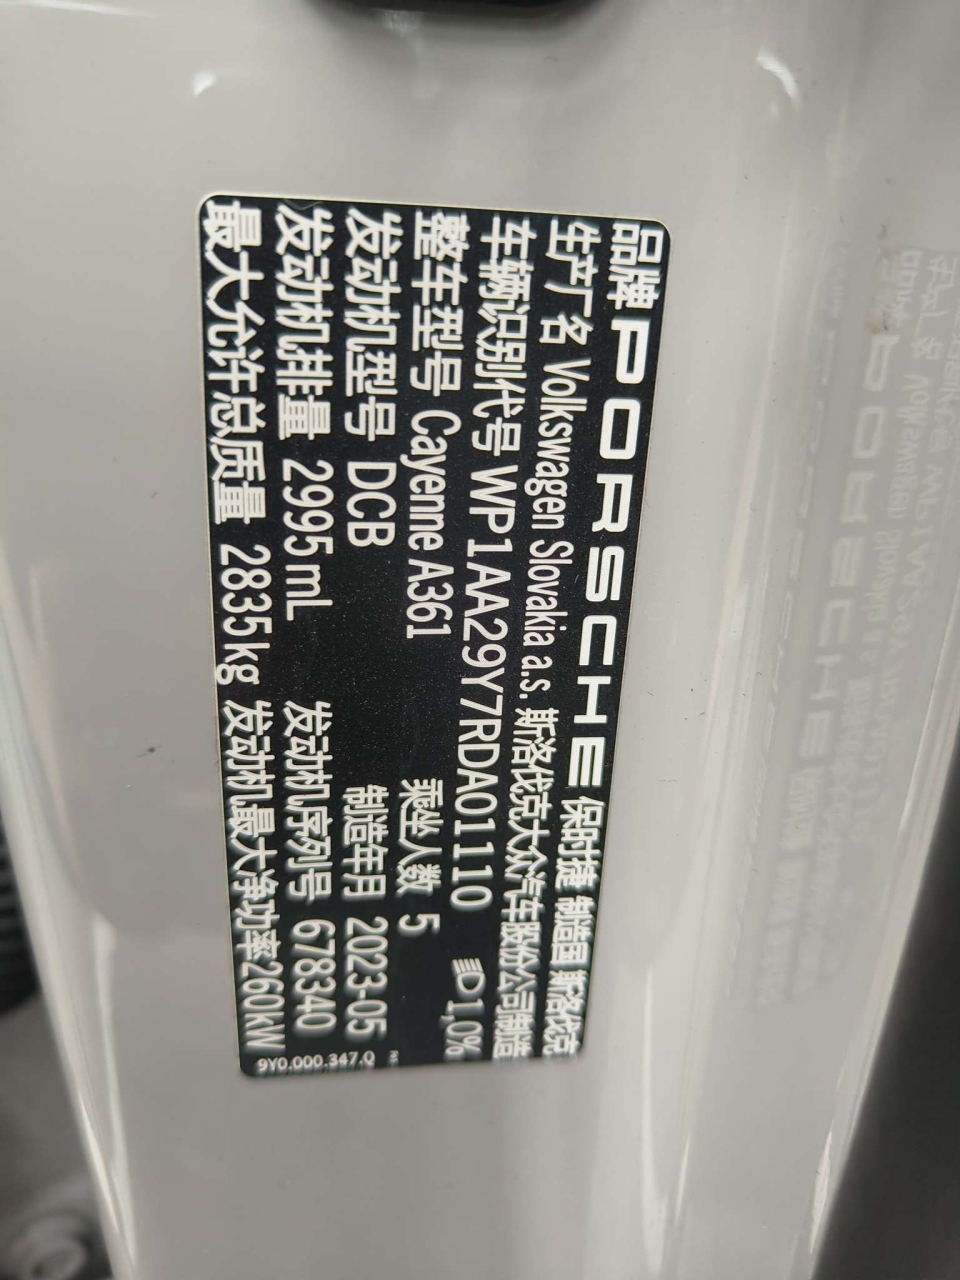 品牌 PORSCHE 保时捷 制造国 斯洛伐克
生产厂名 Volkswagen Slovakia a.s. 斯洛伐克大众汽车股份公司制造
车辆识别代号 WP1AA29Y7RDA01110 1,0%
整车型号 Cayenne A361 乘坐人数 5
发动机型号 DCB 制造年月 2023-05
发动机排量 2995 mL 发动机序列号 678340
最大允许总质量 2835 kg 发动机最大净功率 260kW
9Y0.000.347.Q